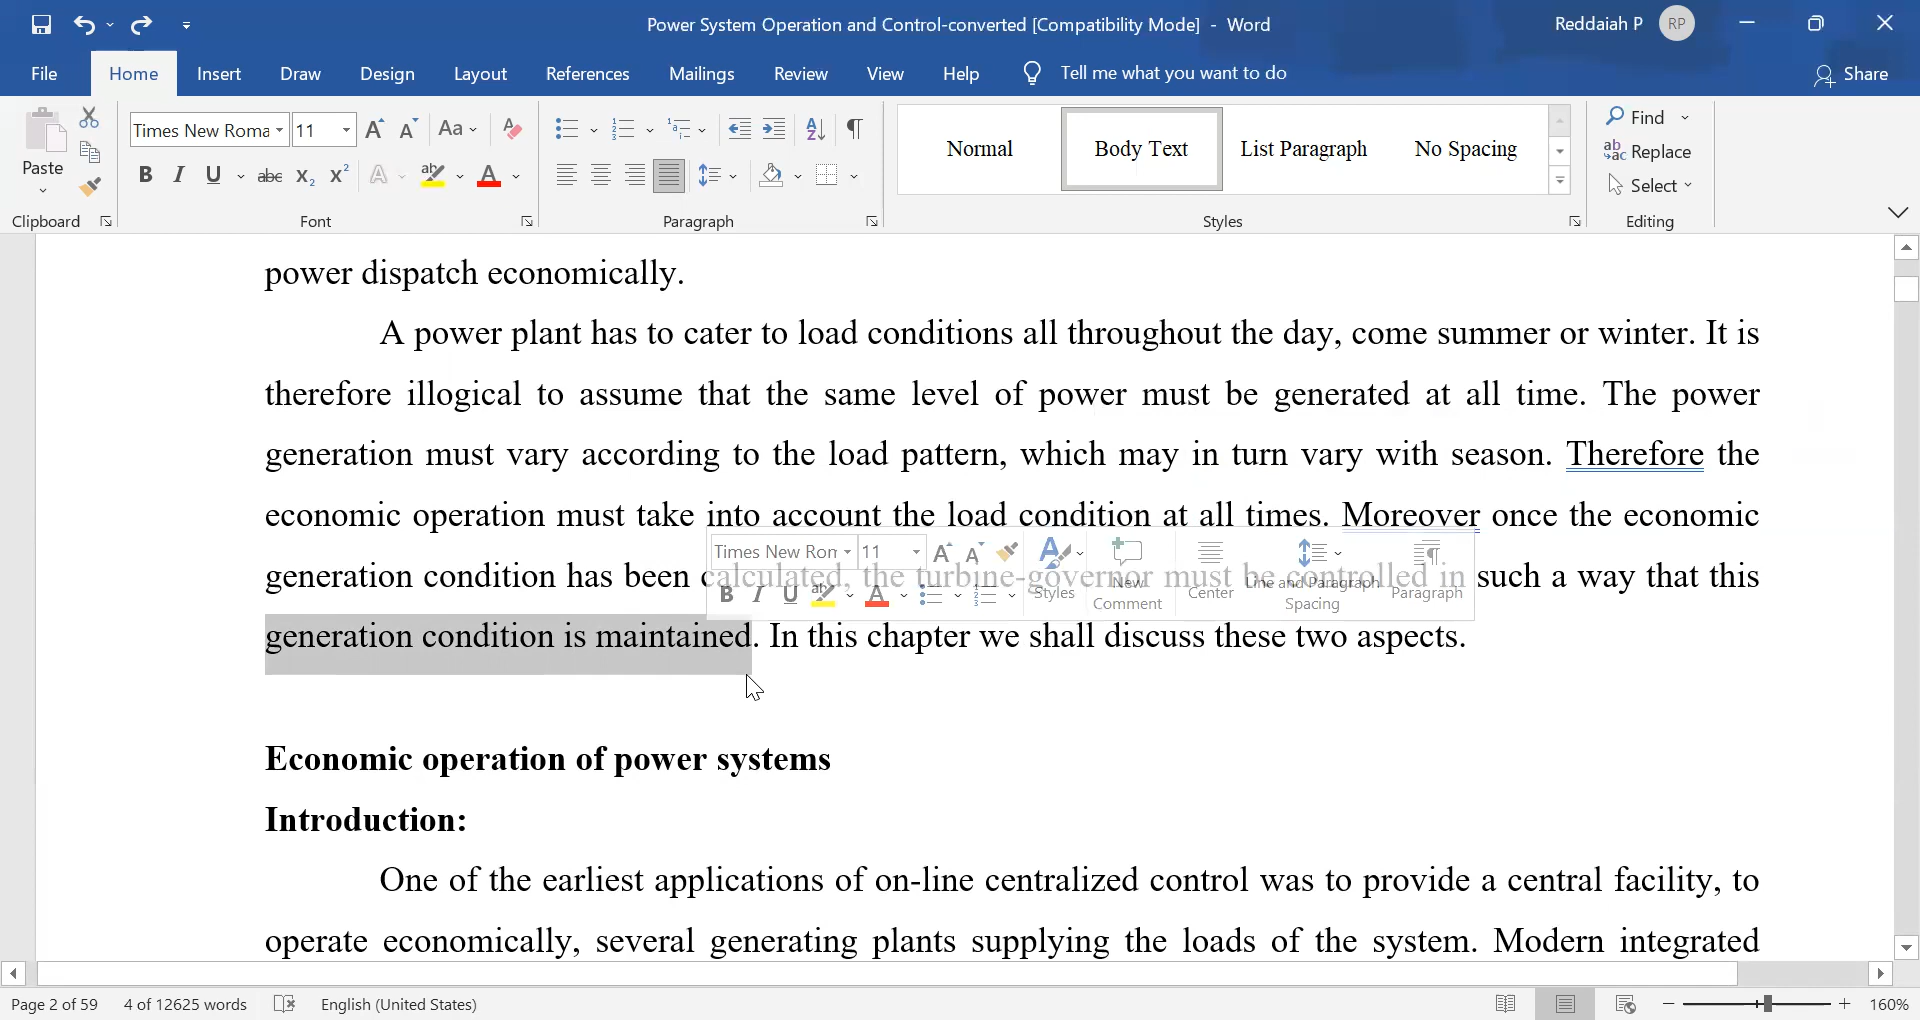 Power System Operation and Control-converted [Compatibility Mode] - Word
Reddaiah P
RP
File Home Insert Draw Design Layout References Mailings Review View Help Tell me what you want to do
Share
Paste
Times New Roma 11
Aa
B I U abc x₂ x² A ab A
Normal
Body Text
List Paragraph
No Spacing
Find
Replace
Select
Clipboard
Font
Paragraph
Styles
Editing
power dispatch economically.
A power plant has to cater to load conditions all throughout the day, come summer or winter. It is
therefore illogical to assume that the same level of power must be generated at all time. The power
generation must vary according to the load pattern, which may in turn vary with season. Therefore the
economic operation must take into account the load condition at all times. Moreover once the economic
generation condition has been calculated, the turbine-governor must be controlled in such a way that this
generation condition is maintained. In this chapter we shall discuss these two aspects.
Times New Rom 11
B I U
Styles
New
Comment
Center
Line and Paragraph
Spacing
Paragraph
Economic operation of power systems
Introduction:
One of the earliest applications of on-line centralized control was to provide a central facility, to
operate economically, several generating plants supplying the loads of the system. Modern integrated
Page 2 of 59
4 of 12625 words
English (United States)
160%